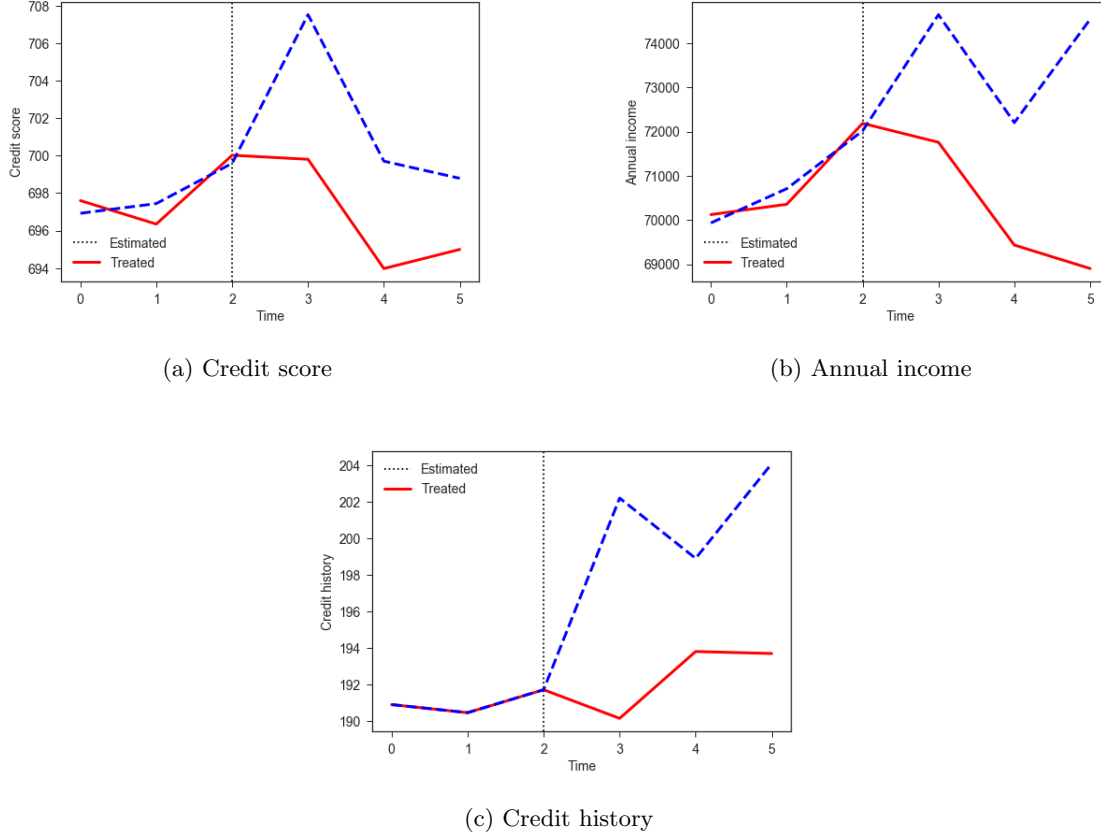 708
706
704
702
700
698
696
694
Credit score
Estimated
Treated
0 1 2 3 4 5
Time
(a) Credit score
74000
73000
72000
71000
70000
69000
Annual income
Estimated
Treated
0 1 2 3 4 5
Time
(b) Annual income
204
202
200
198
196
194
192
190
Credit history
Estimated
Treated
0 1 2 3 4 5
Time
(c) Credit history